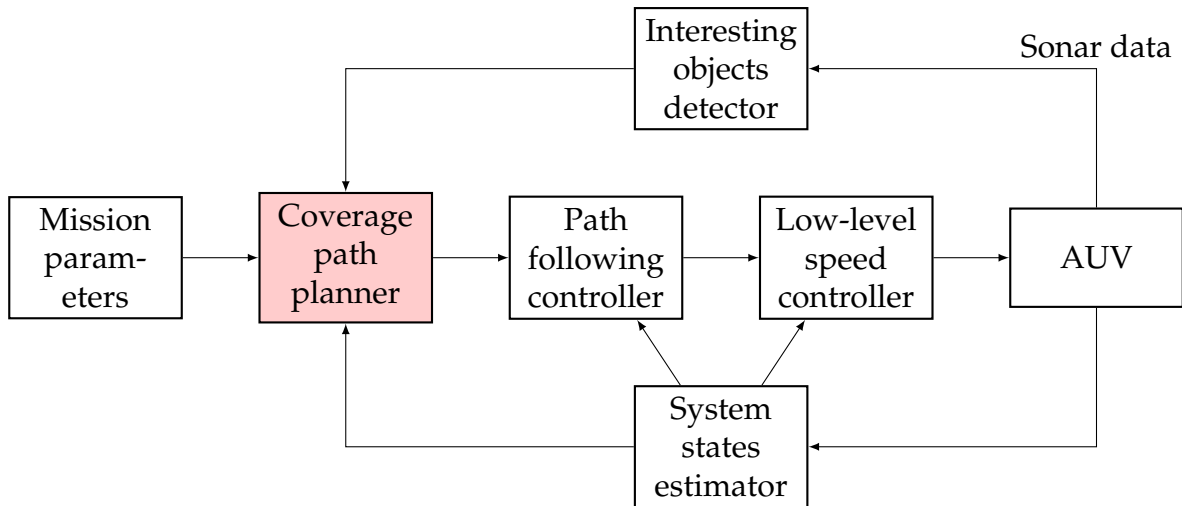 Interesting
objects
detector
Sonar data
Mission
param-
eters
Coverage
path
planner
Path
following
controller
Low-level
speed
controller
AUV
System
states
estimator